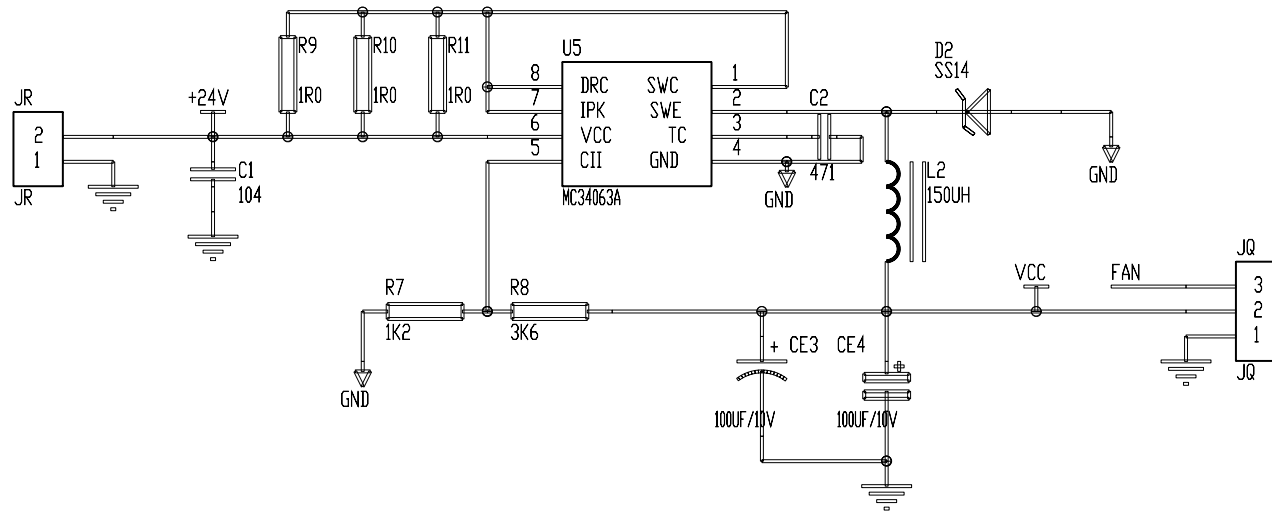 U5
R9
R10
R11
1R0
1R0
1R0
8
7
6
5
DRC
IPK
VCC
CII
SWC
SWE
TC
GND
1
2
3
4
MC34063A
C2
471
GND
D2
SS14
GND
JR
2
1
JR
+24V
C1
104
L2
150UH
R7
1K2
R8
3K6
GND
VCC
FAN
JQ
3
2
1
JQ
+ CE3
CE4
+
100UF/10V
100UF/10V